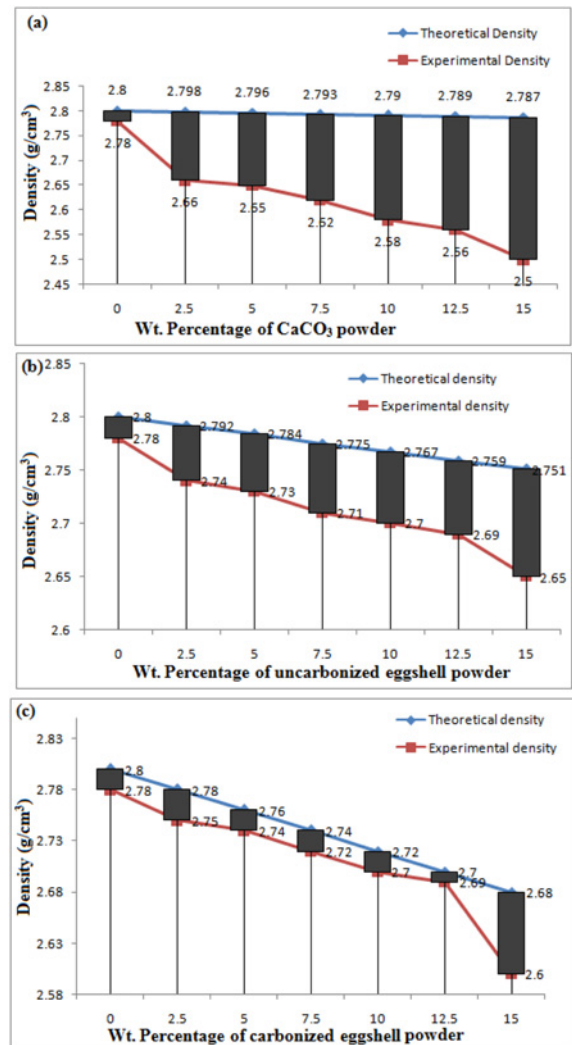 (a)
Theoretical Density
Experimental Density
2.85
2.8
2.75
2.7
2.65
2.6
2.55
2.5
2.45
Density (g/cm³)
2.8 2.798 2.796 2.793 2.79 2.789 2.787
2.78 2.66 2.55 2.52 2.58 2.56 2.5
0 2.5 5 7.5 10 12.5 15
Wt. Percentage of CaCO₃ powder
(b)
Theoretical density
Experimental density
2.85
2.8
2.75
2.7
2.65
2.6
Density (g/cm³)
2.8 2.792 2.784 2.775 2.767 2.759 2.751
2.78 2.74 2.73 2.71 2.7 2.69 2.65
0 2.5 5 7.5 10 12.5 15
Wt. Percentage of uncarbonized eggshell powder
(c)
Theoretical density
Experimental density
2.83
2.78
2.73
2.68
2.63
2.58
Density (g/cm³)
2.8 2.78 2.76 2.74 2.72 2.7 2.68
2.78 2.75 2.74 2.72 2.7 2.69 2.6
0 2.5 5 7.5 10 12.5 15
Wt. Percentage of carbonized eggshell powder